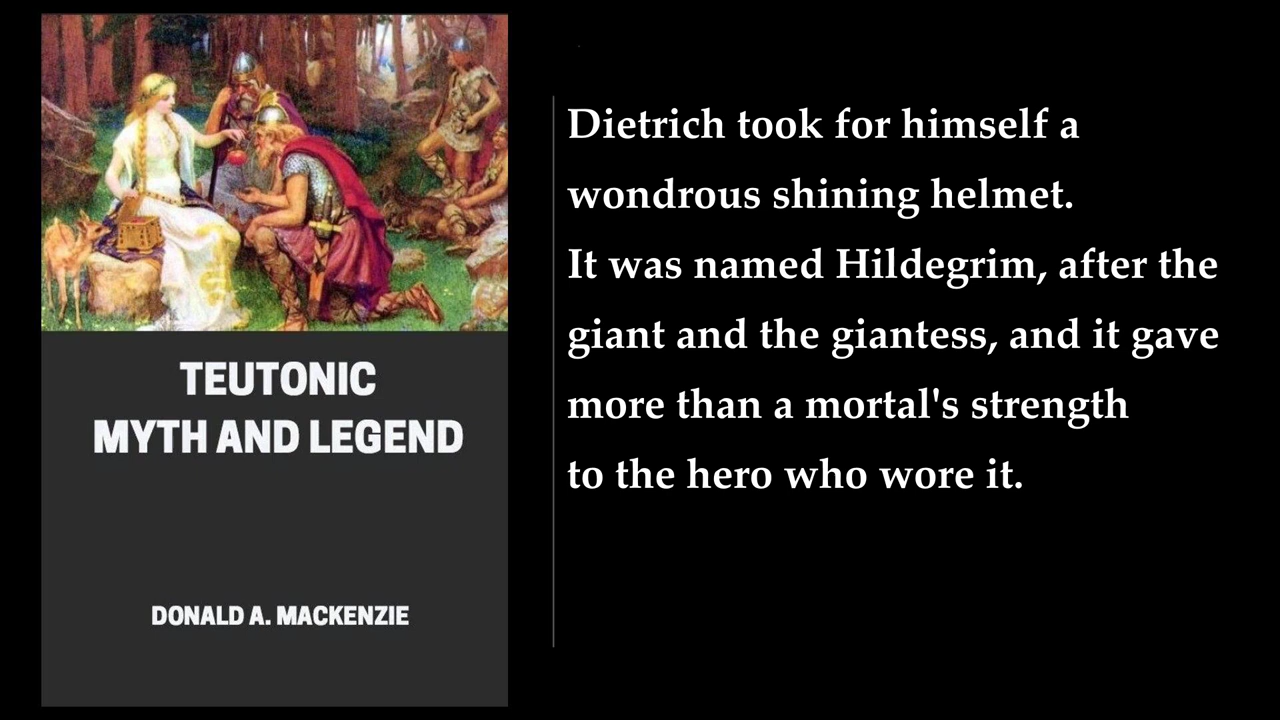 TEUTONIC
MYTH AND LEGEND
DONALD A. MACKENZIE
Dietrich took for himself a
wondrous shining helmet.
It was named Hildegrim, after the
giant and the giantess, and it gave
more than a mortal's strength
to the hero who wore it.